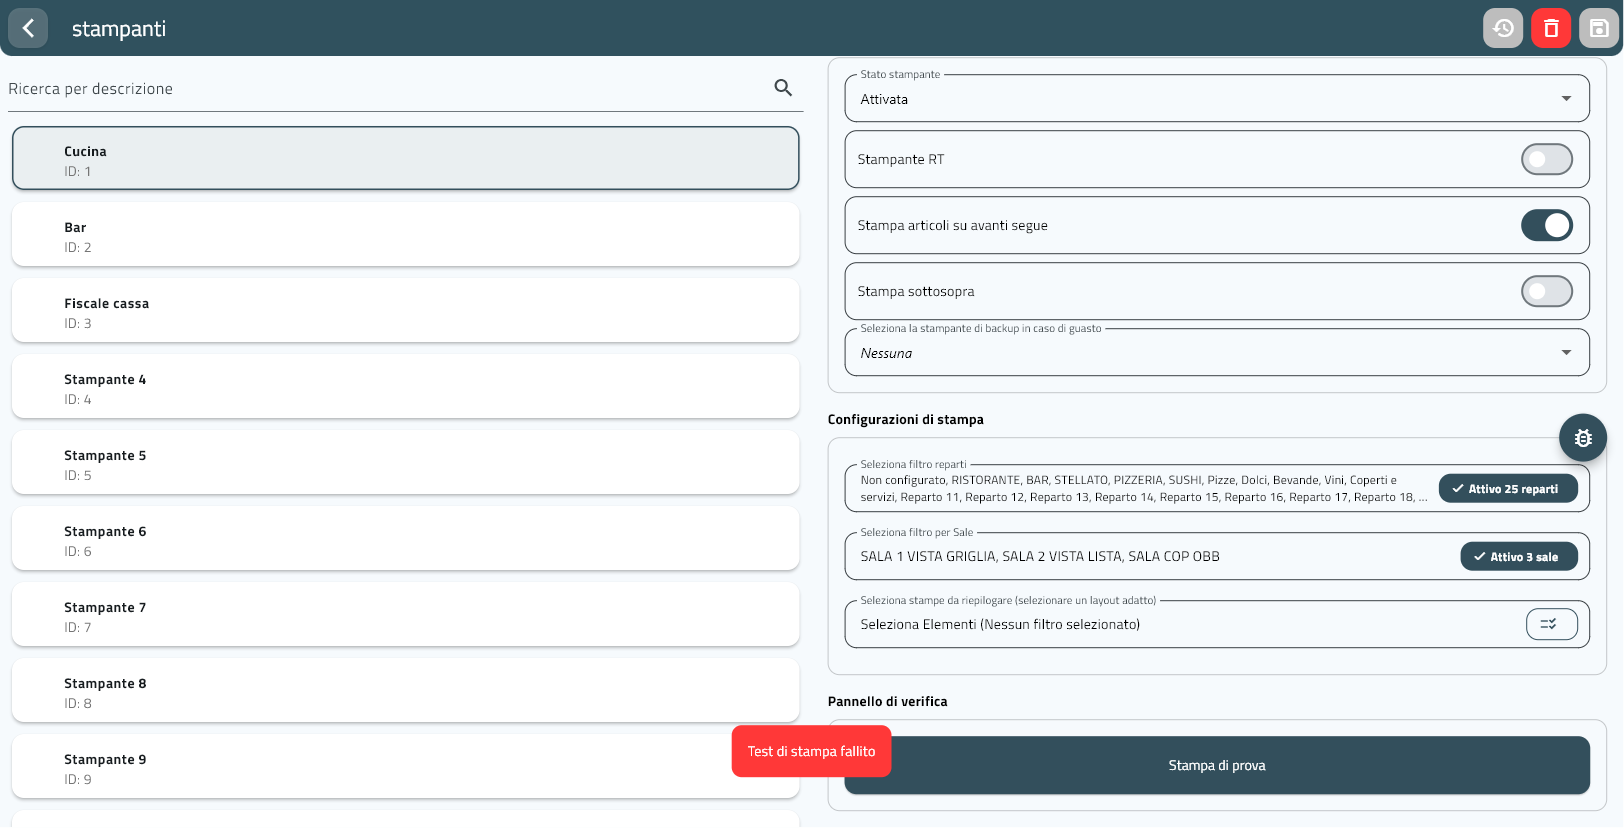 stampanti
Ricerca per descrizione
Cucina
ID: 1
Bar
ID: 2
Fiscale cassa
ID: 3
Stampante 4
ID: 4
Stampante 5
ID: 5
Stampante 6
ID: 6
Stampante 7
ID: 7
Stampante 8
ID: 8
Stampante 9
ID: 9
Stato stampante
Attivata
Stampante RT
Stampa articoli su avanti segue
Stampa sottosopra
Seleziona la stampante di backup in caso di guasto
Nessuna
Configurazioni di stampa
Seleziona filtro reparti
Non configurato, RISTORANTE, BAR, STELLATO, PIZZERIA, SUSHI, Pizze, Dolci, Bevande, Vini, Coperti e
servizi, Reparto 11, Reparto 12, Reparto 13, Reparto 14, Reparto 15, Reparto 16, Reparto 17, Reparto 18, ...
Attivo 25 reparti
Seleziona filtro per Sale
SALA 1 VISTA GRIGLIA, SALA 2 VISTA LISTA, SALA COP OBB
Attivo 3 sale
Seleziona stampe da riepilogare (selezionare un layout adatto)
Seleziona Elementi (Nessun filtro selezionato)
Pannello di verifica
Test di stampa fallito
Stampa di prova